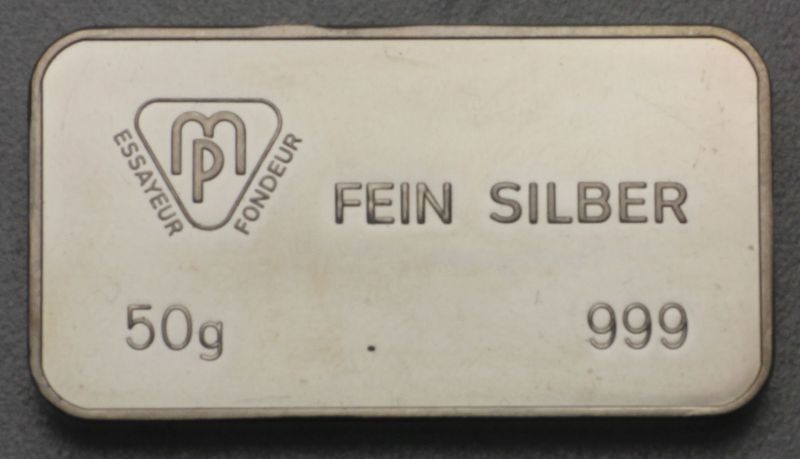 MP
ESSAYEUR
FONDEUR
FEIN SILBER
50g
999